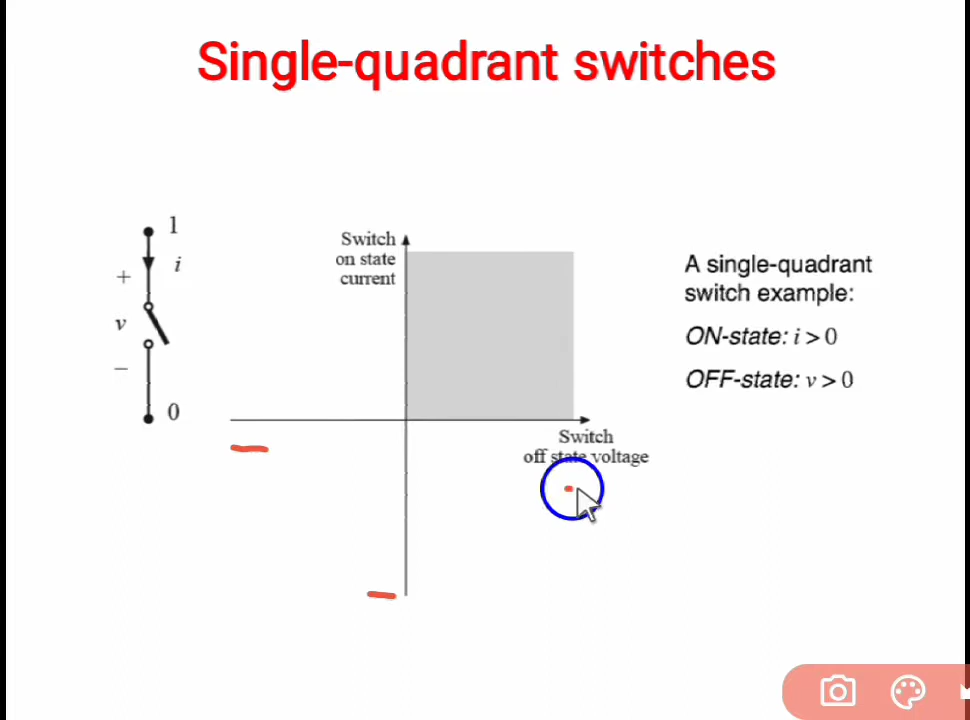 Single-quadrant switches
1
i
+
v
−
0
Switch
on state
current
Switch
off state voltage
A single-quadrant
switch example:
ON-state: i > 0
OFF-state: v > 0